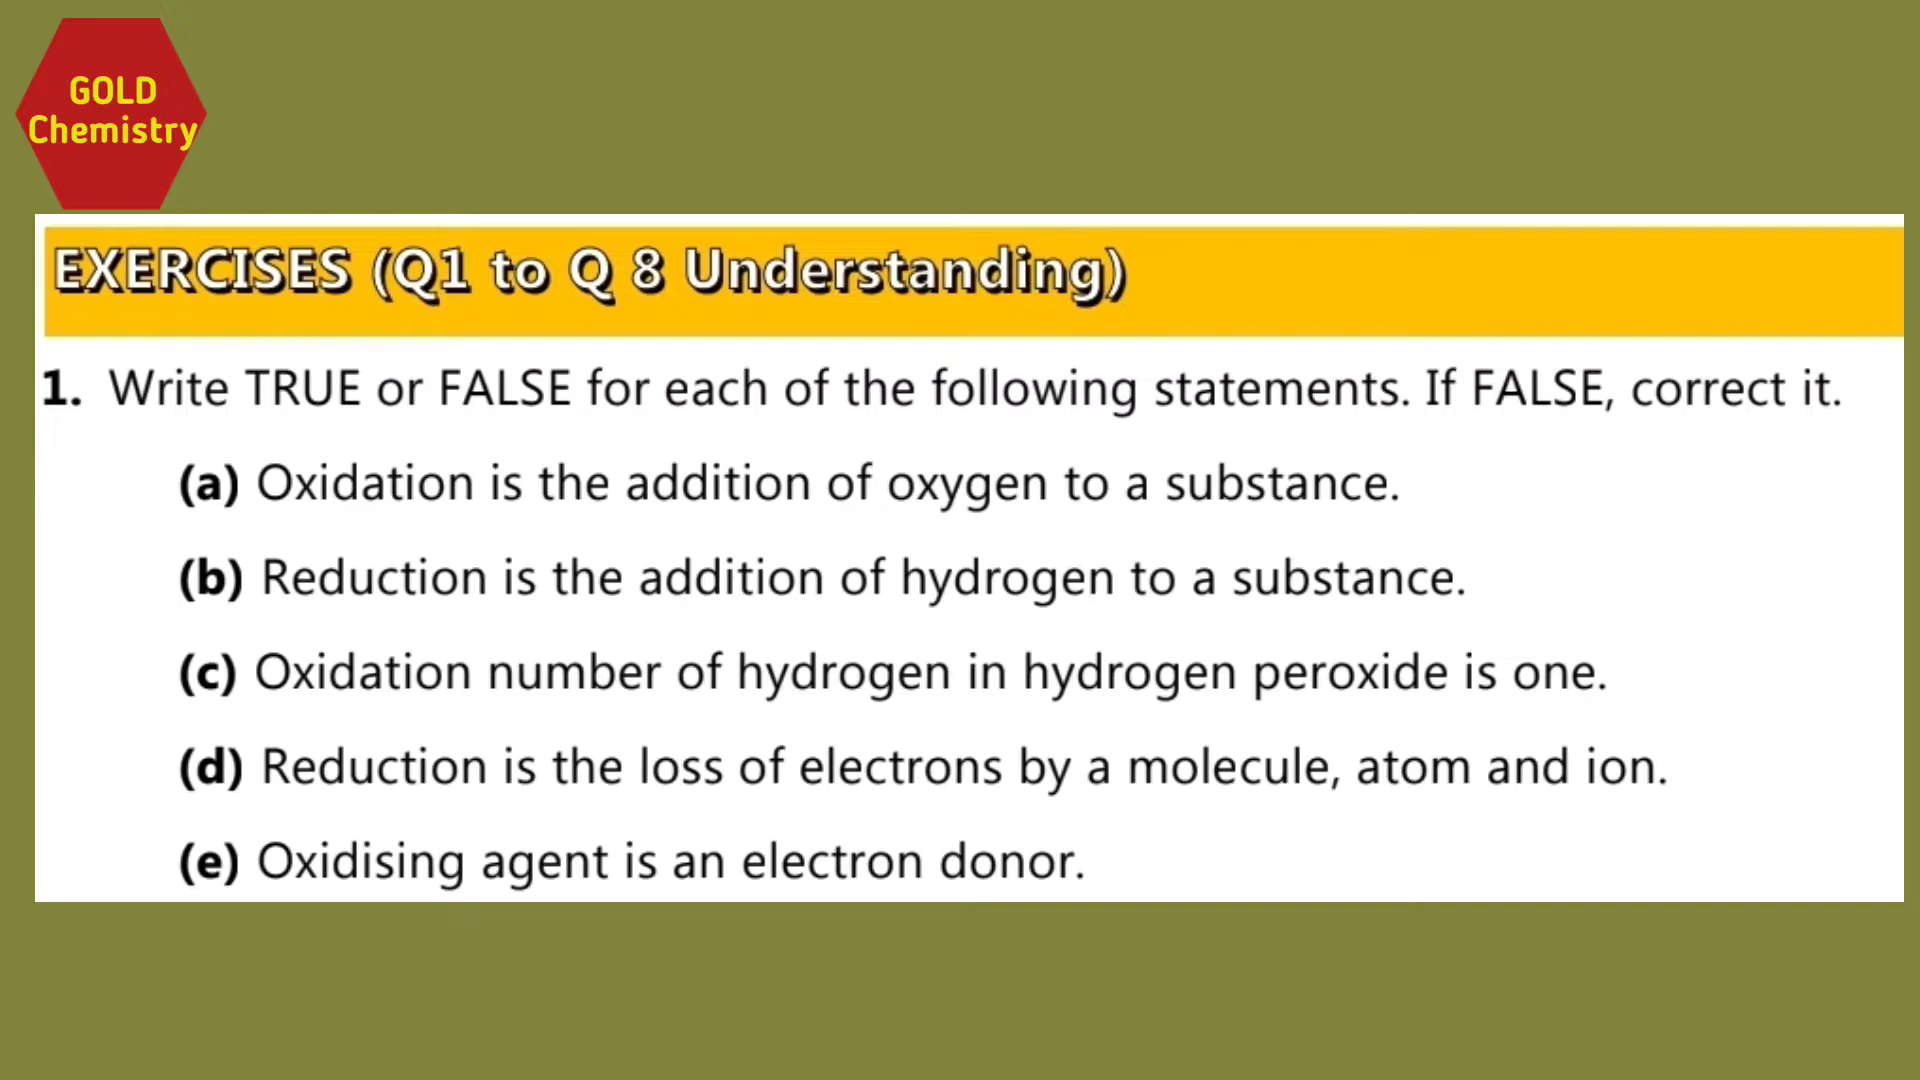 GOLD
Chemistry
EXERCISES (Q1 to Q 8 Understanding)
1. Write TRUE or FALSE for each of the following statements. If FALSE, correct it.
(a) Oxidation is the addition of oxygen to a substance.
(b) Reduction is the addition of hydrogen to a substance.
(c) Oxidation number of hydrogen in hydrogen peroxide is one.
(d) Reduction is the loss of electrons by a molecule, atom and ion.
(e) Oxidising agent is an electron donor.